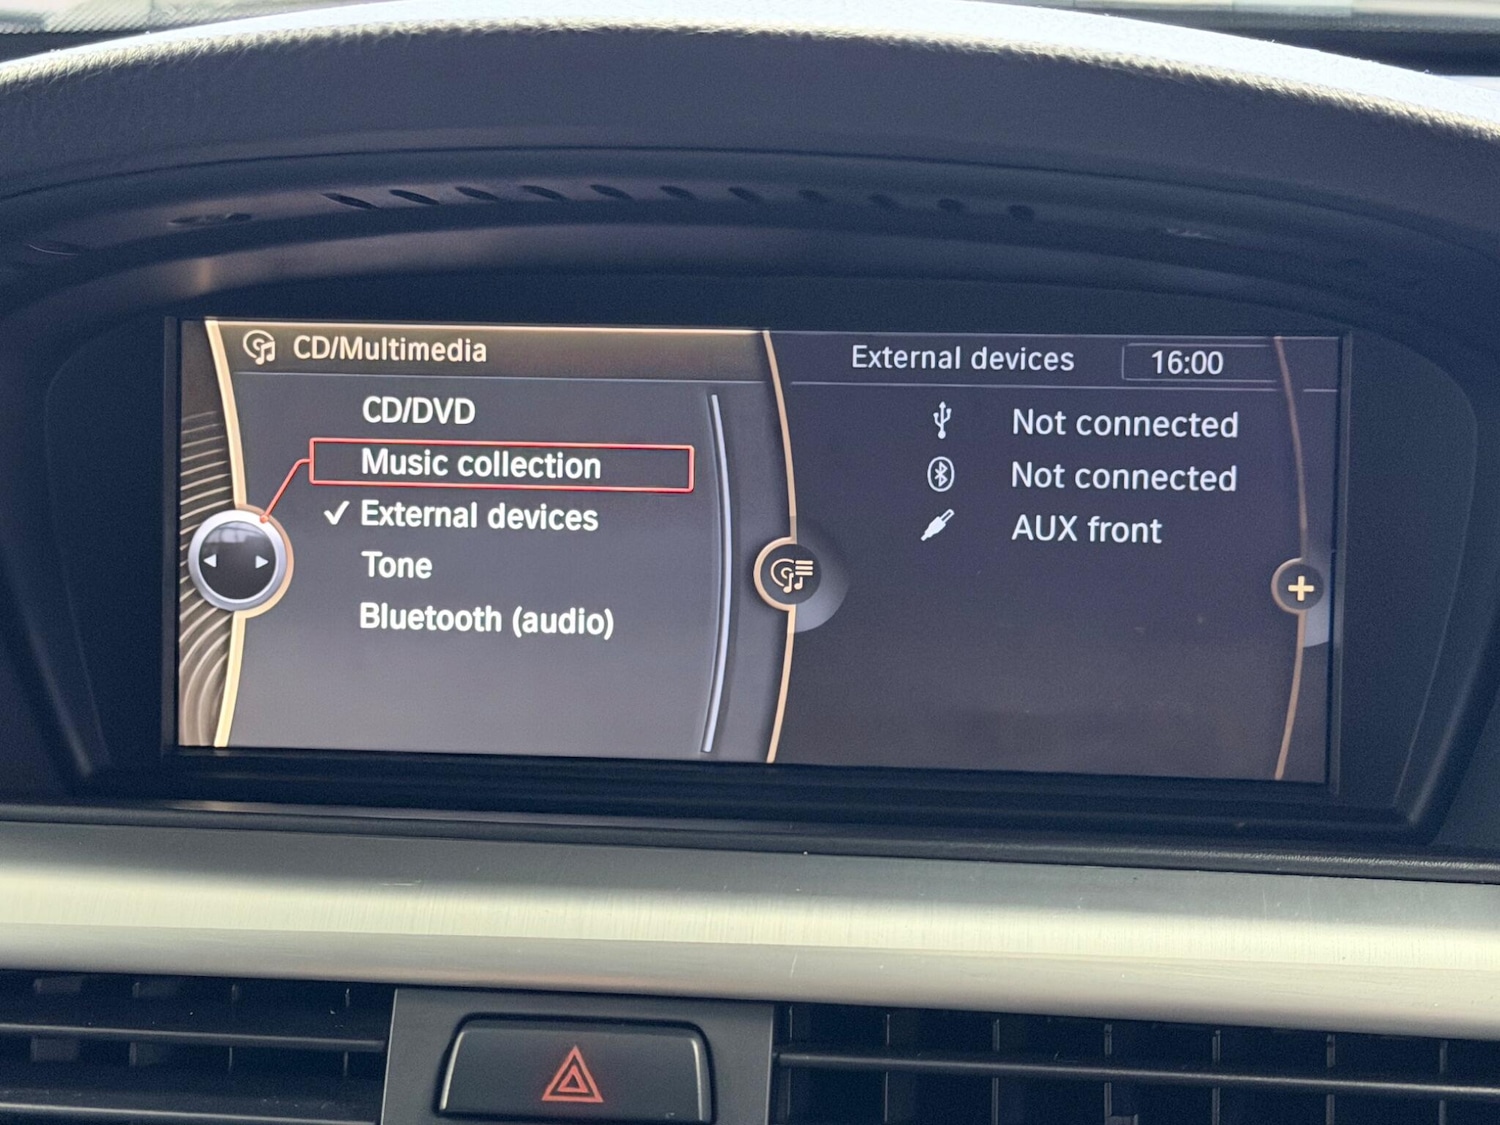 CD/Multimedia
CD/DVD
Music collection
✓ External devices
Tone
Bluetooth (audio)
External devices 16:00
Not connected
Not connected
AUX front